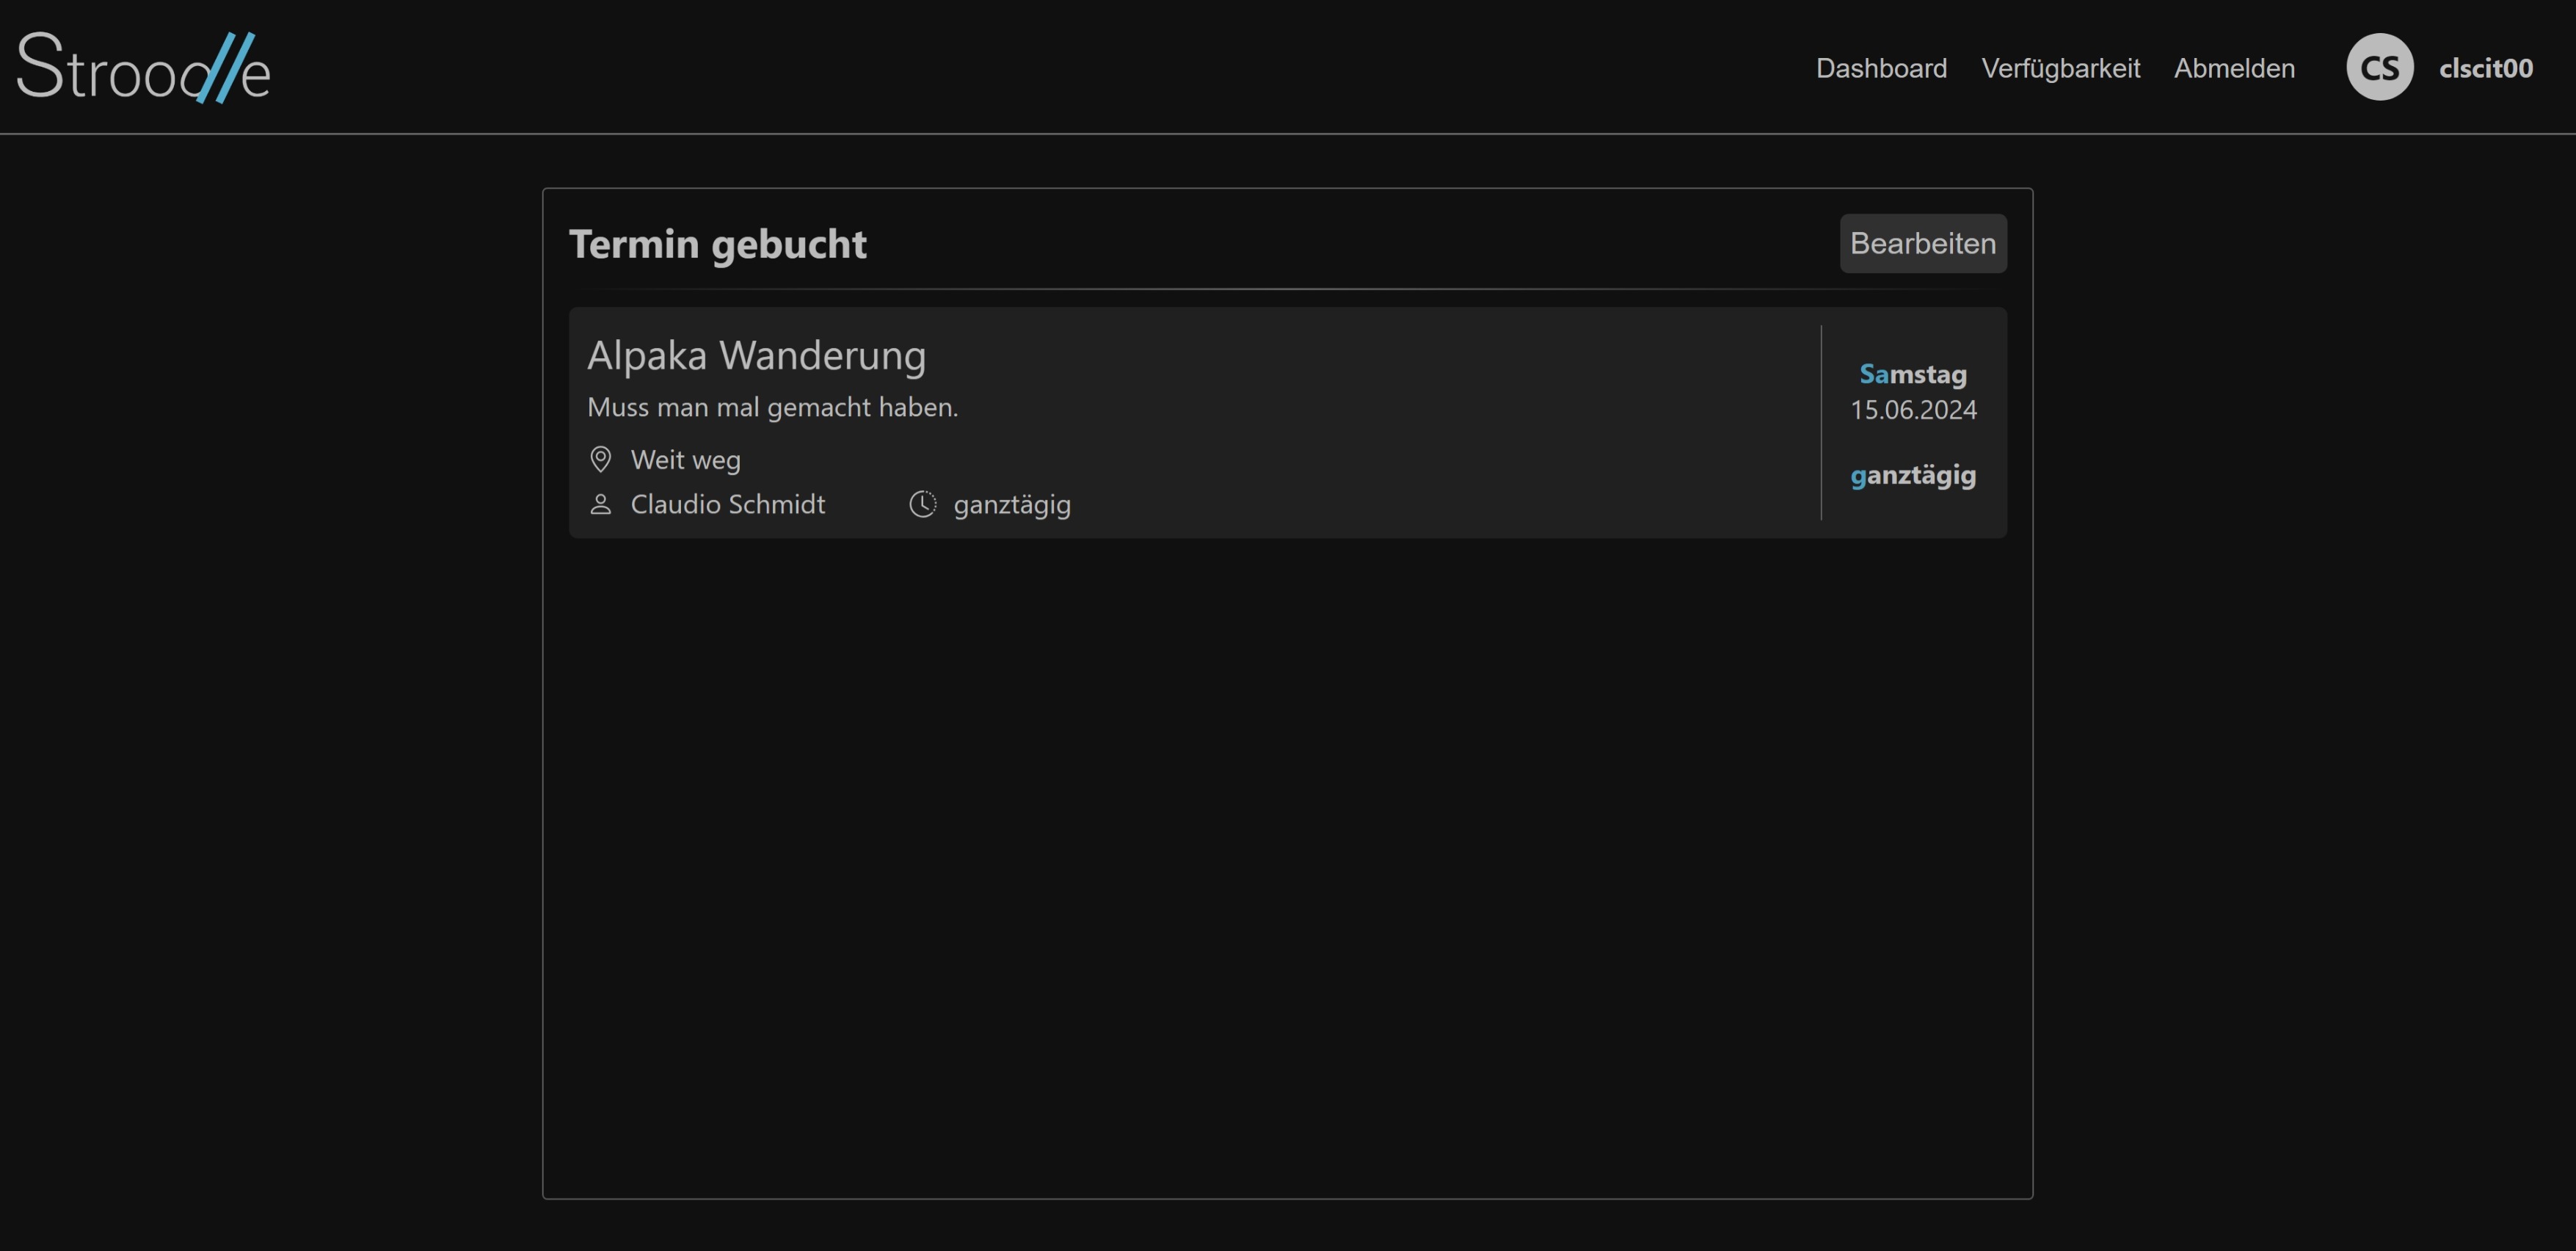 Stroodle
Dashboard Verfügbarkeit Abmelden CS clscit00
Termin gebucht
Bearbeiten
Alpaka Wanderung
Muss man mal gemacht haben.
Weit weg
Claudio Schmidt ganztägig
Samstag
15.06.2024
ganztägig